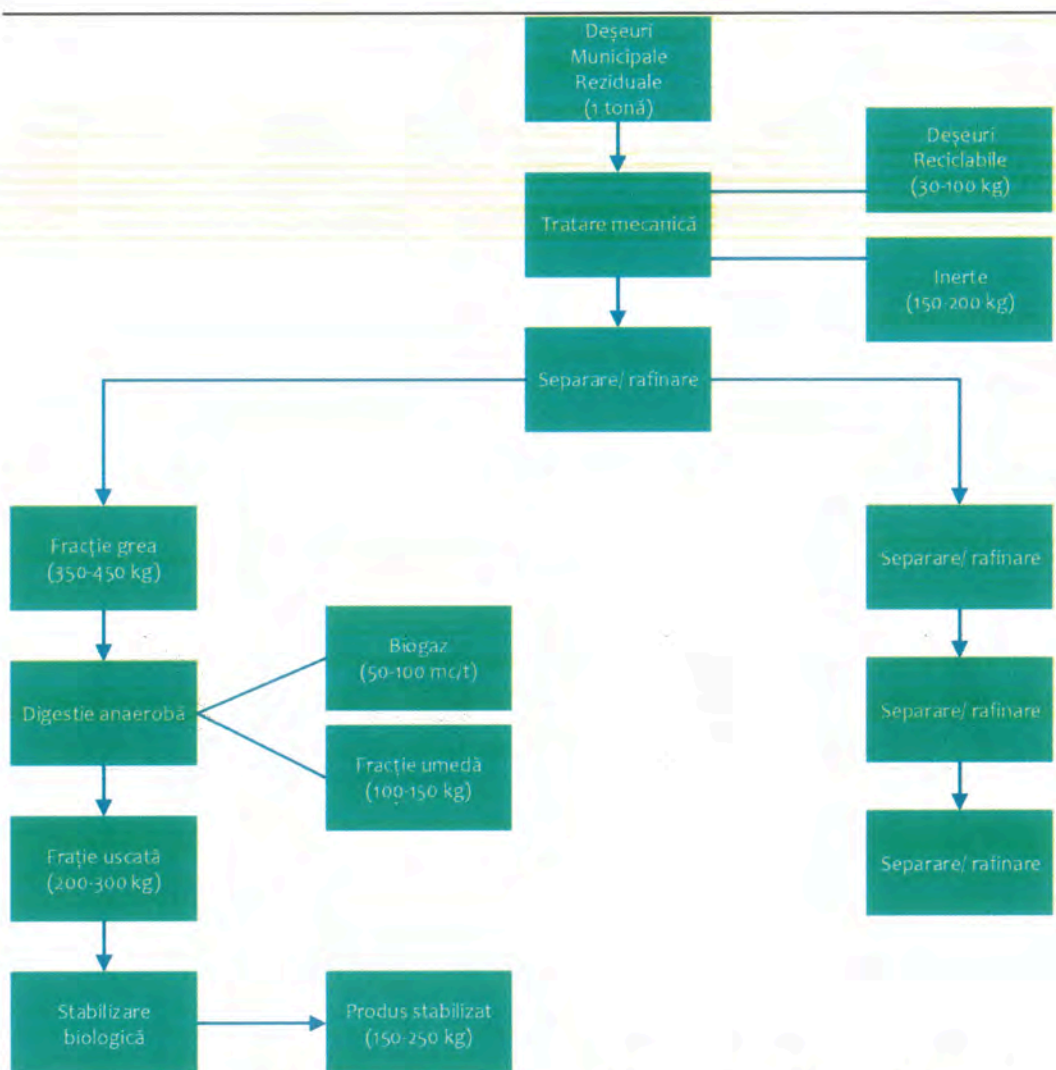 Deșeuri
Municipale
Reziduale
(1 tonă)
Deșeuri
Reciclabile
(30-100 kg)
Tratare mecanică
Inerte
(150-200 kg)
Separare/ rafinare
Fracție grea
(350-450 kg)
Separare/ rafinare
Biogaz
(50-100 mc/t)
Digestie anaerobă
Separare/ rafinare
Fracție umedă
(100-150 kg)
Frație uscată
(200-300 kg)
Separare/ rafinare
Stabilizare
biologică
Produs stabilizat
(150-250 kg)